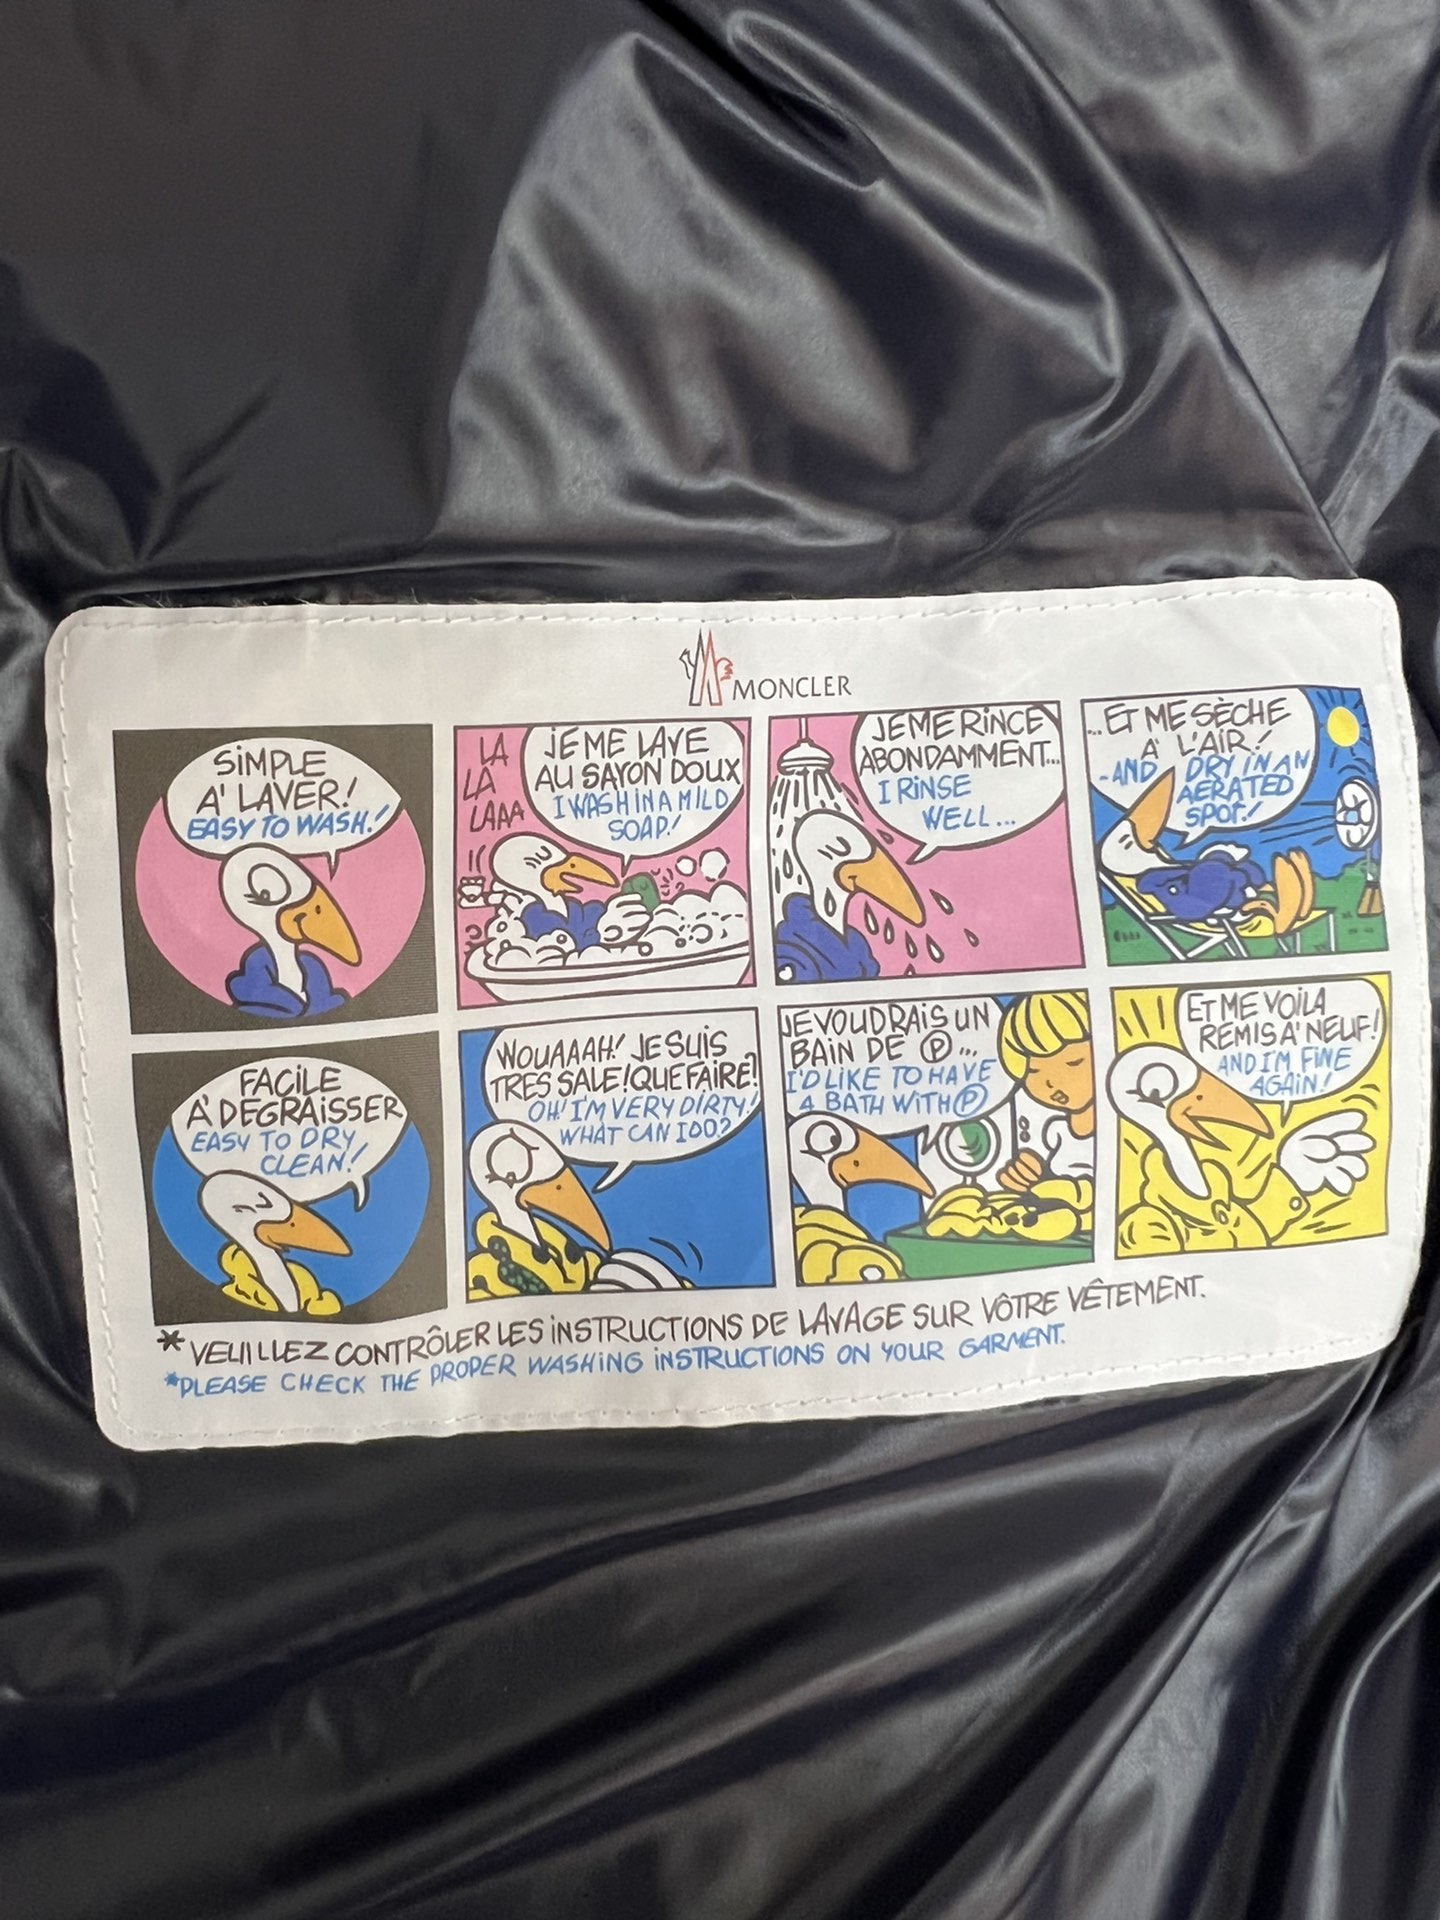 MONCLER
SIMPLE
A' LAVER!
EASY TO WASH!
LA
LA
LAAA
JE ME LAVE
AU SAVON DOUX
I WASH IN A MILD
SOAP!
JE ME RINCE
ABONDAMMENT...
I RINSE
WELL...
...ET ME SÈCHE
A' L'AIR!
-AND DRY IN AN
AERATED
SPOT!
FACILE
A' DEGRAISSER
EASY TO DRY
CLEAN!
WOUAAAH! JE SUIS
TRES SALE! QUE FAIRE?
OH! I'M VERY DIRTY!
WHAT CAN I DO?
JE VOUDRAIS UN
BAIN DE Ⓟ...
I'D LIKE TO HAVE
A BATH WITH Ⓟ
ET ME VOILA
REMIS A' NEUF!
AND I'M FINE
AGAIN!
* VEUILLEZ CONTRÔLER LES INSTRUCTIONS DE LAVAGE SUR VÔTRE VÊTEMENT.
*PLEASE CHECK THE PROPER WASHING INSTRUCTIONS ON YOUR GARMENT.